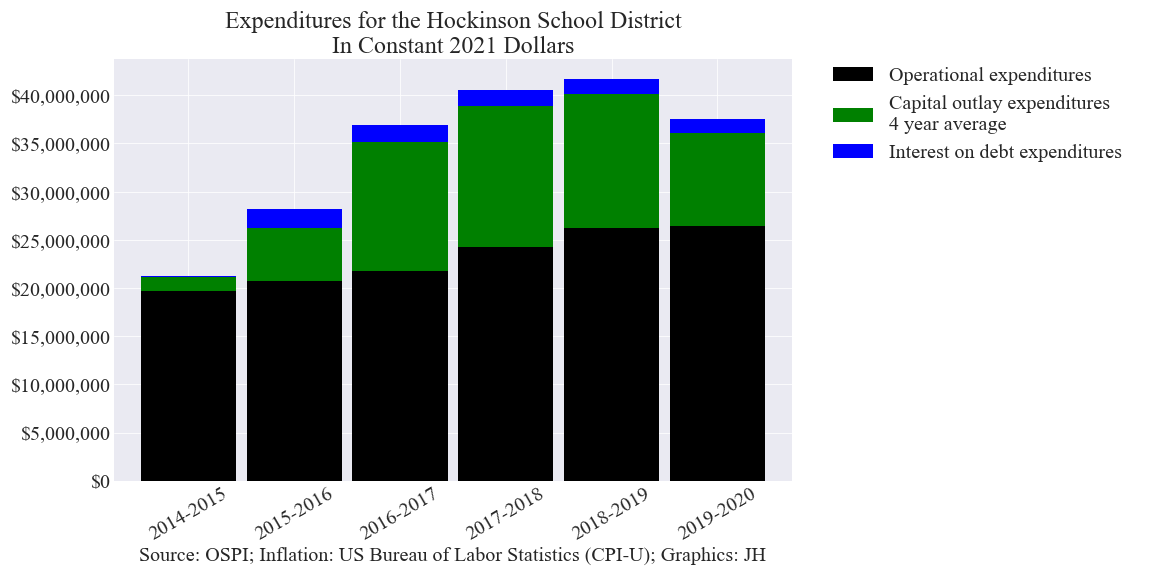 Expenditures for the Hockinson School District
In Constant 2021 Dollars
$40,000,000
$35,000,000
$30,000,000
$25,000,000
$20,000,000
$15,000,000
$10,000,000
$5,000,000
$0
2014-2015
2015-2016
2016-2017
2017-2018
2018-2019
2019-2020
Source: OSPI; Inflation: US Bureau of Labor Statistics (CPI-U); Graphics: JH
Operational expenditures
Capital outlay expenditures
4 year average
Interest on debt expenditures